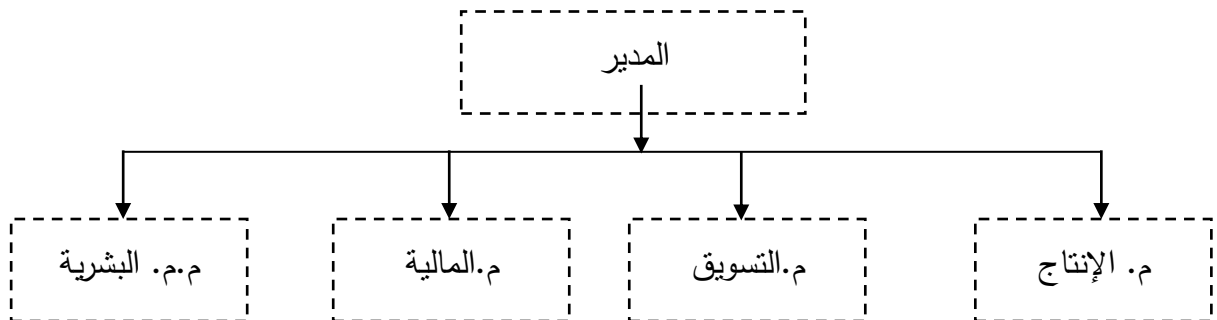 المدير
م. الإنتاج
م.التسويق
م.المالية
م.م. البشرية